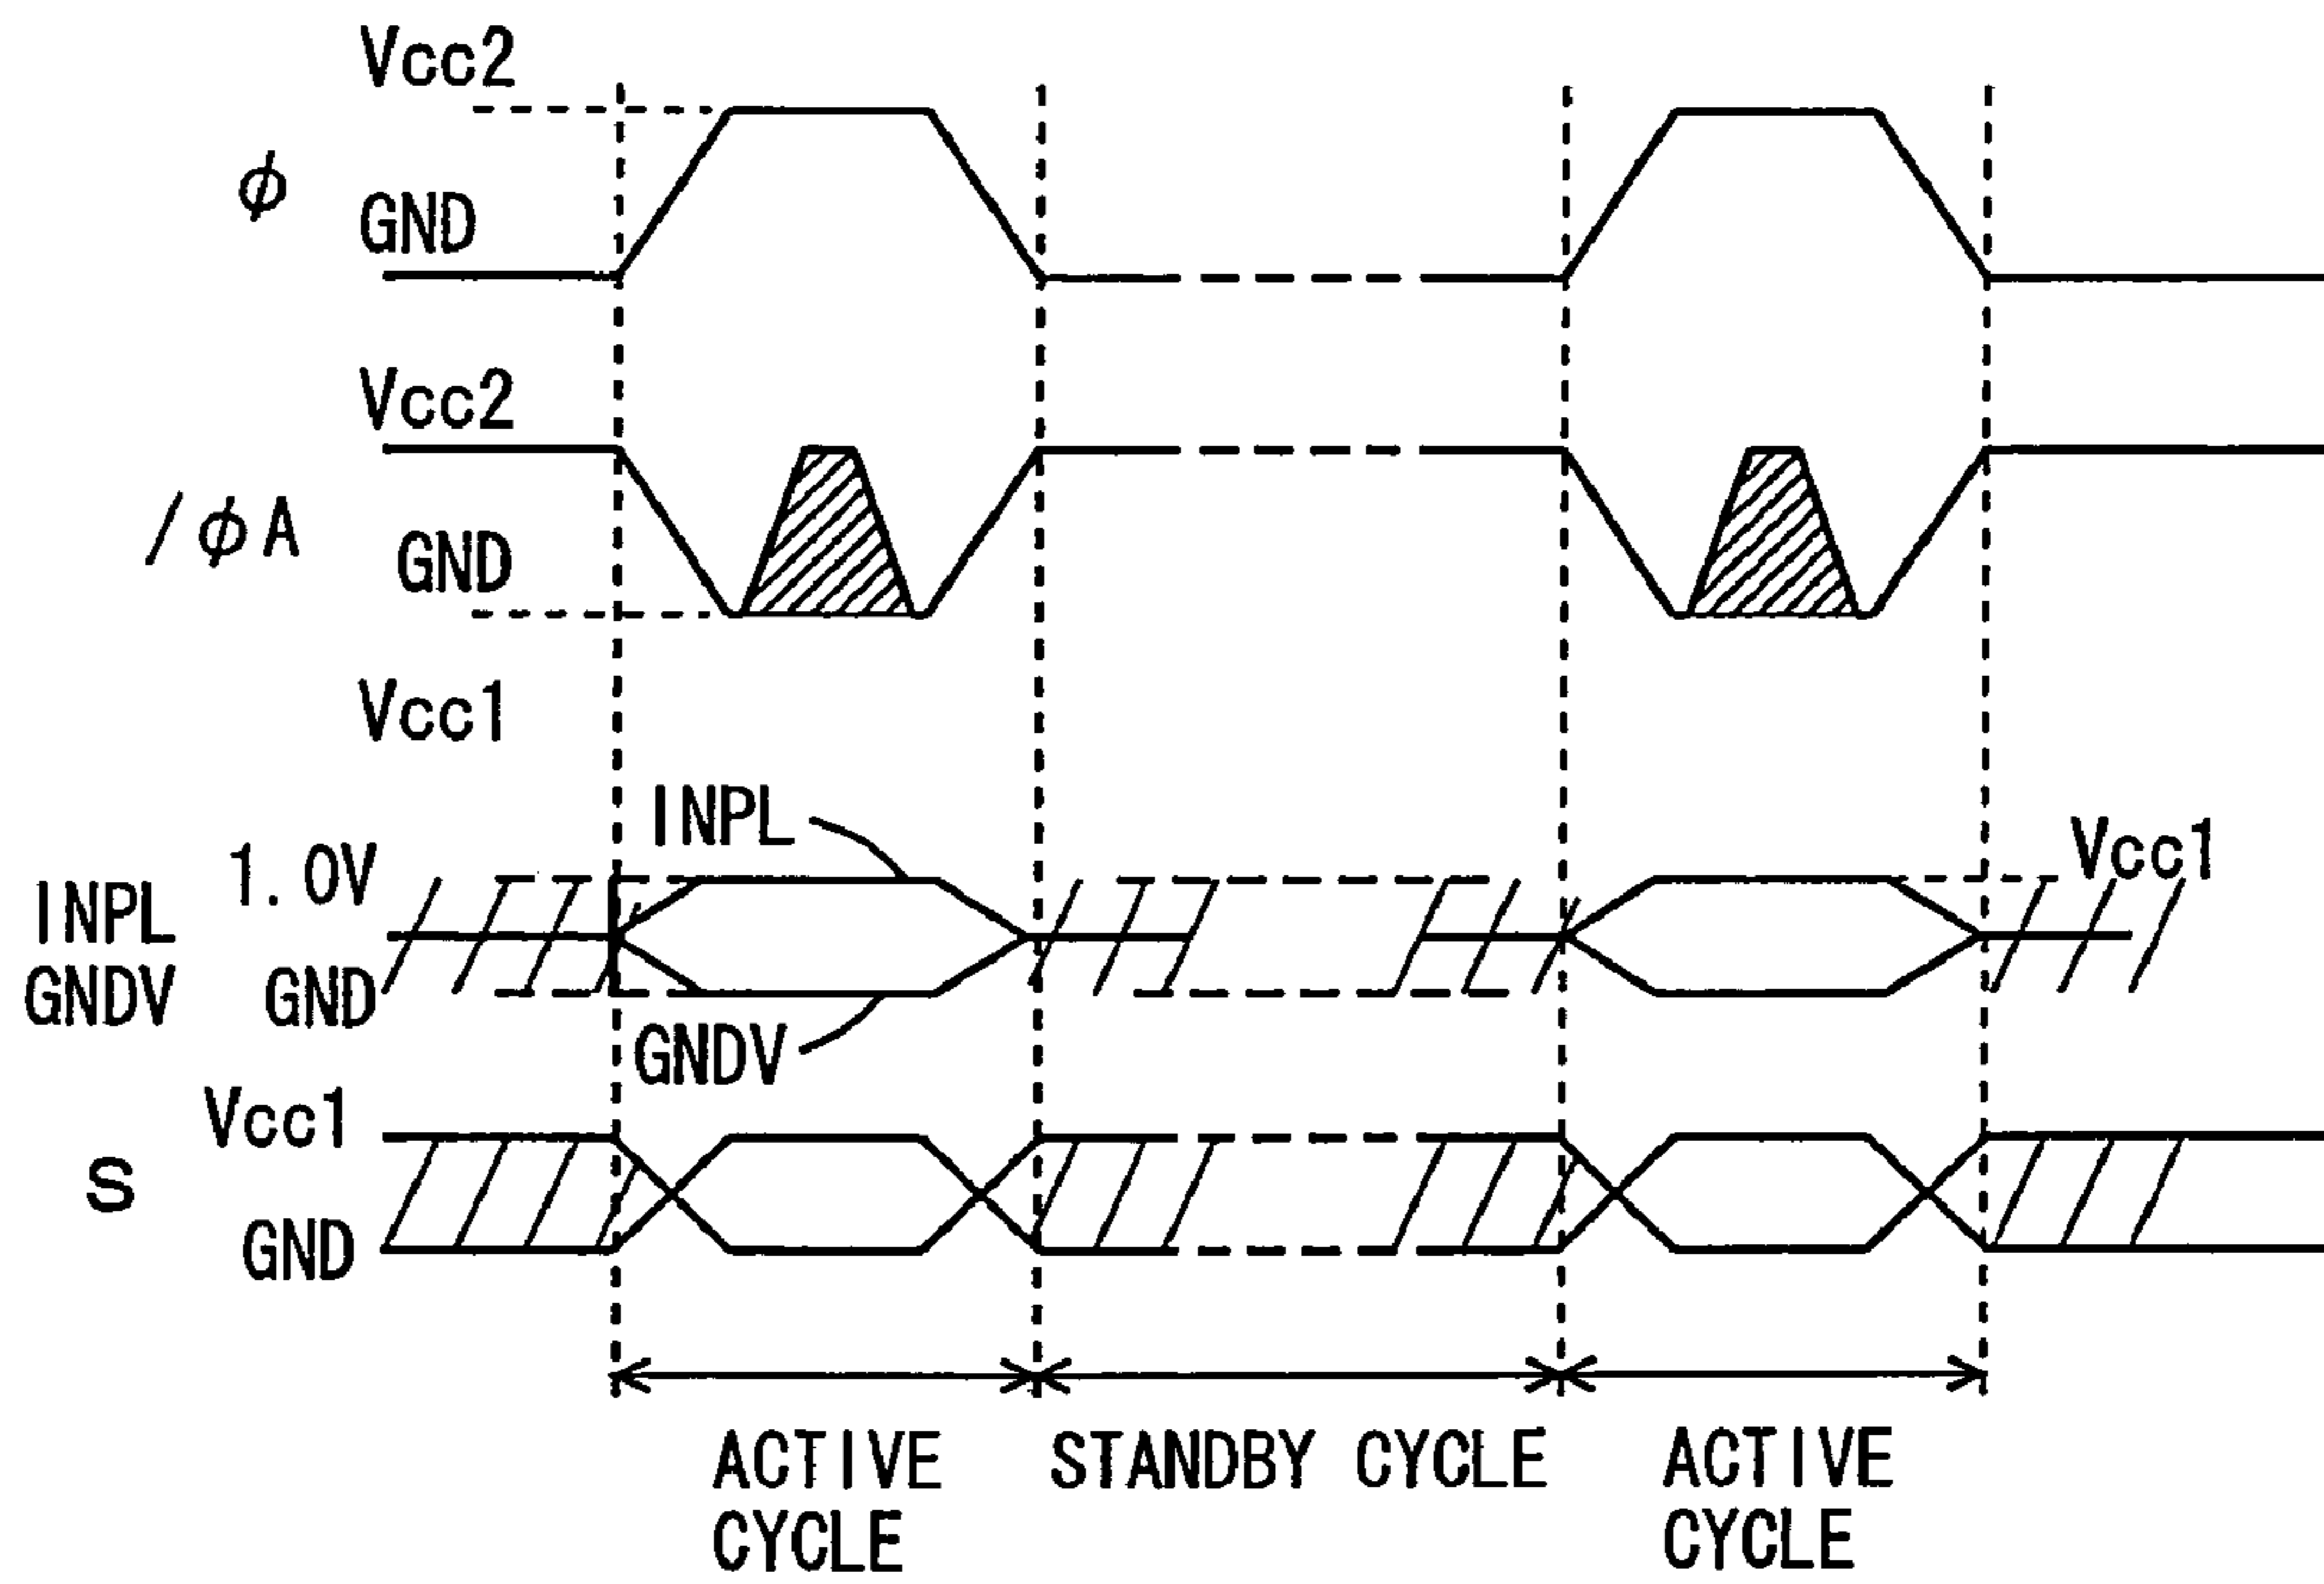 Vcc2
φ
GND
Vcc2
/φA
GND
Vcc1
INPL
1.0V
Vcc1
INPL
GNDV
GND
GNDV
Vcc1
S
GND
ACTIVE
CYCLE
STANDBY CYCLE
ACTIVE
CYCLE